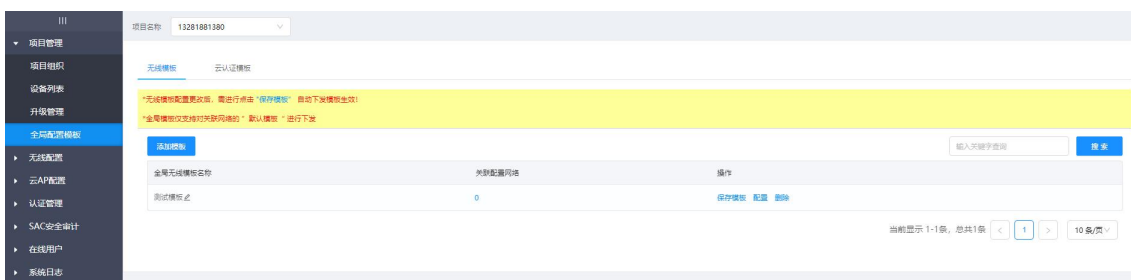 项目名称 13281881380
项目管理
项目组织
设备列表
升级管理
全局配置模板
无线配置
云AP配置
认证管理
SAC安全审计
在线用户
系统日志
无线模板 云认证模板
*无线模板配置更改后，需进行点击 "保存模板" 自动下发模板生效!
*全局模板仅支持对关联网络的 " 默认模板 " 进行下发
添加模板 输入关键字查询 搜 索
全局无线模板名称 关联配置网络 操作
测试模板 0 保存模板 配置 删除
当前显示 1-1条，总共1条 < 1 > 10 条/页